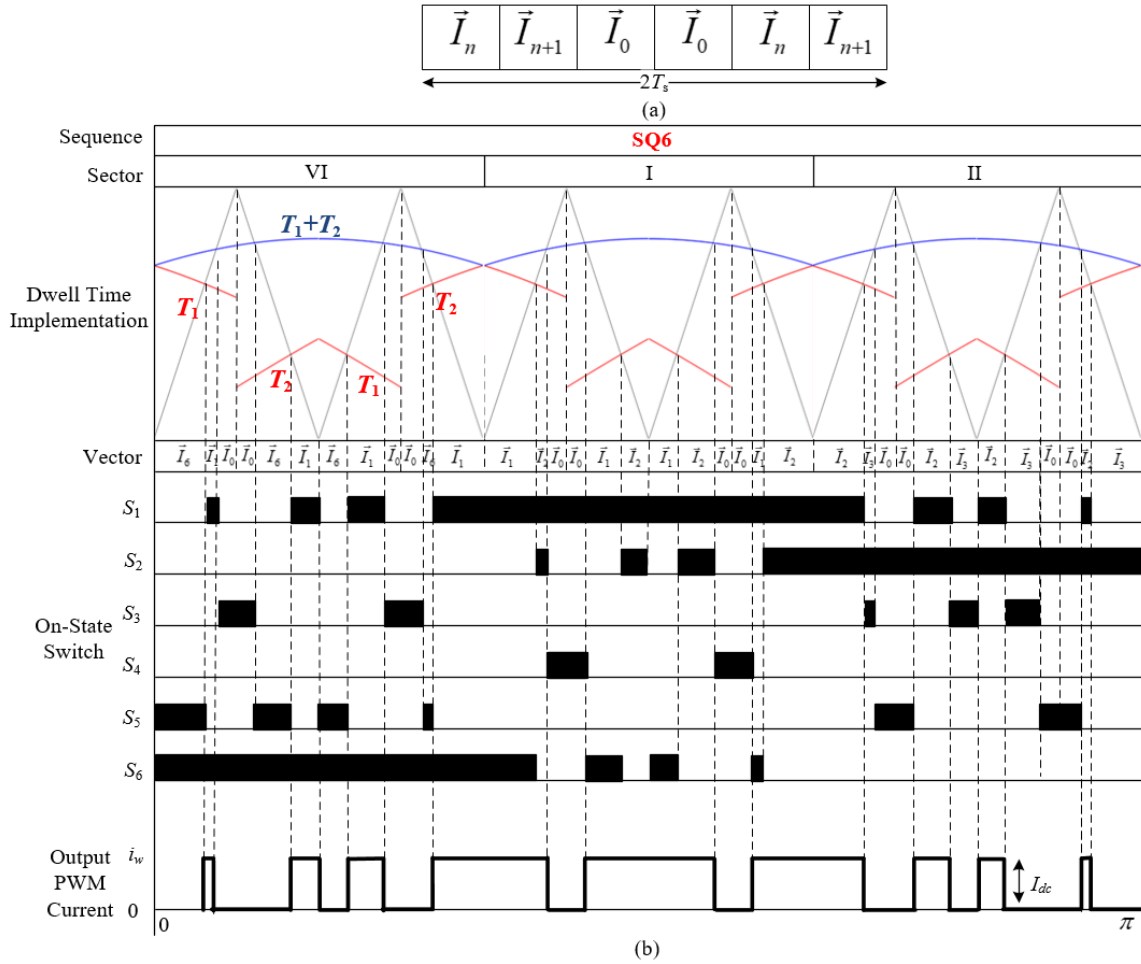 I⃗n I⃗n+1 I⃗0 I⃗0 I⃗n I⃗n+1
2Ts
(a)
Sequence SQ6
Sector VI I II
T1+T2
T1 T2
Dwell Time
Implementation
T2 T1
Vector I⃗6 I⃗1 I⃗0 I⃗0 I⃗6 I⃗1 I⃗6 I⃗1 I⃗0 I⃗0 I⃗6 I⃗1 I⃗1 I⃗2 I⃗0 I⃗0 I⃗1 I⃗2 I⃗1 I⃗2 I⃗0 I⃗0 I⃗1 I⃗2 I⃗2 I⃗3 I⃗0 I⃗0 I⃗2 I⃗3 I⃗2 I⃗3 I⃗0 I⃗0 I⃗2 I⃗3
S1
S2
On-State
Switch
S3
S4
S5
S6
Output
PWM
Current
iw
0
Idc
0 π
(b)